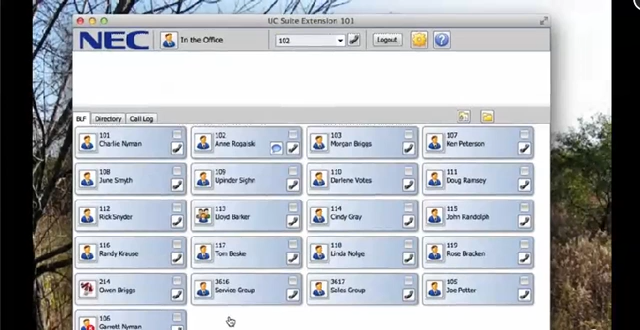 UC Suite Extension 101
NEC In the Office 102 Logout ?
BLF Directory Call Log
101 102 103 107
Charlie Nyman Anne Rogalski Morgan Briggs Ken Peterson
108 109 110 111
June Smyth Upinder Sighn Darlene Votes Doug Ramsey
112 113 114 115
Rick Snyder Lloyd Barker Cindy Gray John Randolph
116 117 118 119
Randy Krause Tom Beske Linda Nolge Rose Bracken
214 3616 3617 105
Owen Briggs Service Group Sales Group Joe Potter
106
Garrett Nyman